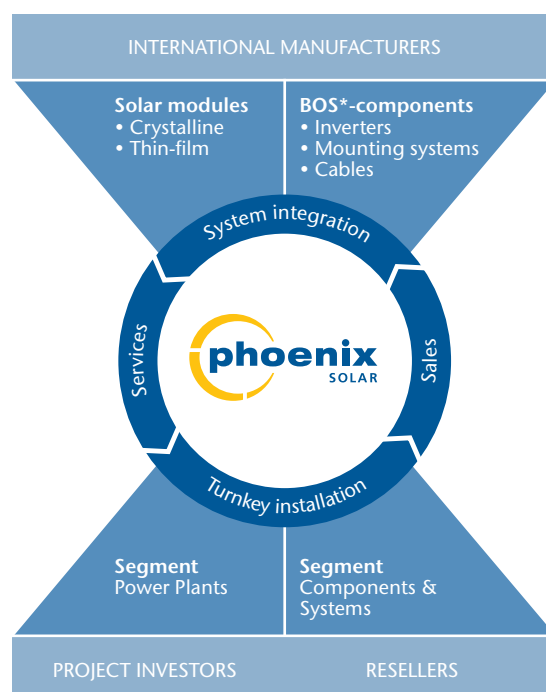 INTERNATIONAL MANUFACTURERS
Solar modules
• Crystalline
• Thin-film
BOS*-components
• Inverters
• Mounting systems
• Cables
System integration
Services
phoenix
SOLAR
Sales
Turnkey installation
Segment
Power Plants
Segment
Components &
Systems
PROJECT INVESTORS
RESELLERS